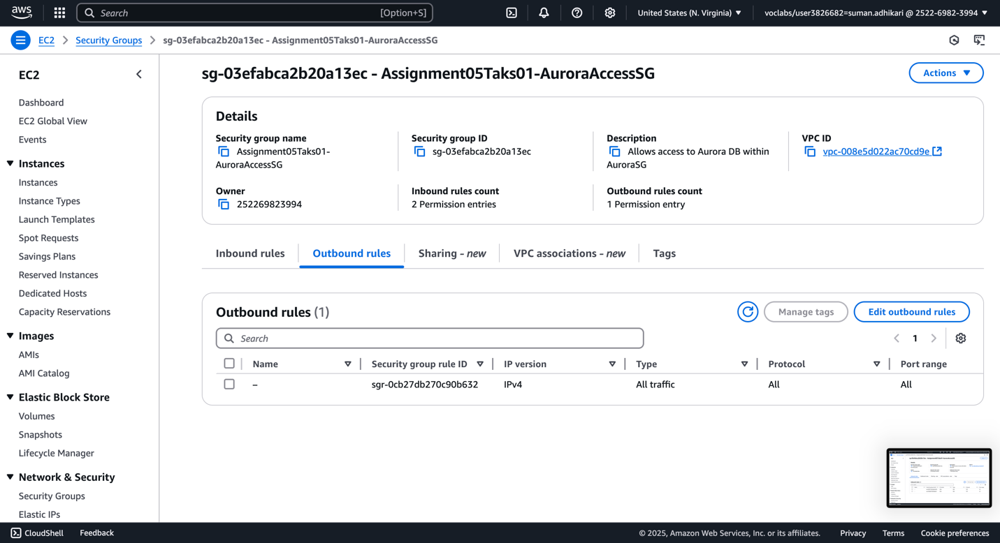 aws
Search [Option+S]
United States (N. Virginia)
voclabs/user3826682=suman.adhikari @ 2522-6982-3994
EC2
Security Groups
sg-03efabca2b20a13ec - Assignment05Taks01-AuroraAccessSG
EC2
Dashboard
EC2 Global View
Events
Instances
Instances
Instance Types
Launch Templates
Spot Requests
Savings Plans
Reserved Instances
Dedicated Hosts
Capacity Reservations
Images
AMIs
AMI Catalog
Elastic Block Store
Volumes
Snapshots
Lifecycle Manager
Network & Security
Security Groups
Elastic IPs
sg-03efabca2b20a13ec - Assignment05Taks01-AuroraAccessSG
Actions
Details
Security group name
Assignment05Taks01-
AuroraAccessSG
Security group ID
sg-03efabca2b20a13ec
Description
Allows access to Aurora DB within
AuroraSG
VPC ID
vpc-008e5d022ac70cd9e
Owner
252269823994
Inbound rules count
2 Permission entries
Outbound rules count
1 Permission entry
Inbound rules
Outbound rules
Sharing - new
VPC associations - new
Tags
Outbound rules (1)
Manage tags
Edit outbound rules
Search
1
Name Security group rule ID IP version Type Protocol Port range
– sgr-0cb27db270c90b632 IPv4 All traffic All All
CloudShell
Feedback
© 2025, Amazon Web Services, Inc. or its affiliates.
Privacy
Terms
Cookie preferences